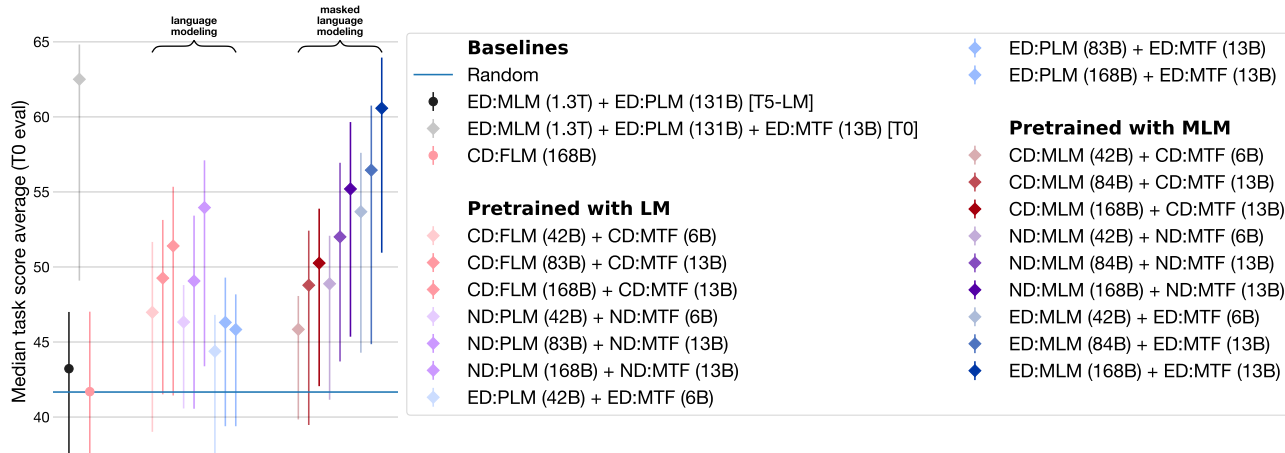 language
modeling
masked
language
modeling
65
60
55
50
45
40
Median task score average (T0 eval)
Baselines
Random
ED:MLM (1.3T) + ED:PLM (131B) [T5-LM]
ED:MLM (1.3T) + ED:PLM (131B) + ED:MTF (13B) [T0]
CD:FLM (168B)
Pretrained with LM
CD:FLM (42B) + CD:MTF (6B)
CD:FLM (83B) + CD:MTF (13B)
CD:FLM (168B) + CD:MTF (13B)
ND:PLM (42B) + ND:MTF (6B)
ND:PLM (83B) + ND:MTF (13B)
ND:PLM (168B) + ND:MTF (13B)
ED:PLM (42B) + ED:MTF (6B)
ED:PLM (83B) + ED:MTF (13B)
ED:PLM (168B) + ED:MTF (13B)
Pretrained with MLM
CD:MLM (42B) + CD:MTF (6B)
CD:MLM (84B) + CD:MTF (13B)
CD:MLM (168B) + CD:MTF (13B)
ND:MLM (42B) + ND:MTF (6B)
ND:MLM (84B) + ND:MTF (13B)
ND:MLM (168B) + ND:MTF (13B)
ED:MLM (42B) + ED:MTF (6B)
ED:MLM (84B) + ED:MTF (13B)
ED:MLM (168B) + ED:MTF (13B)